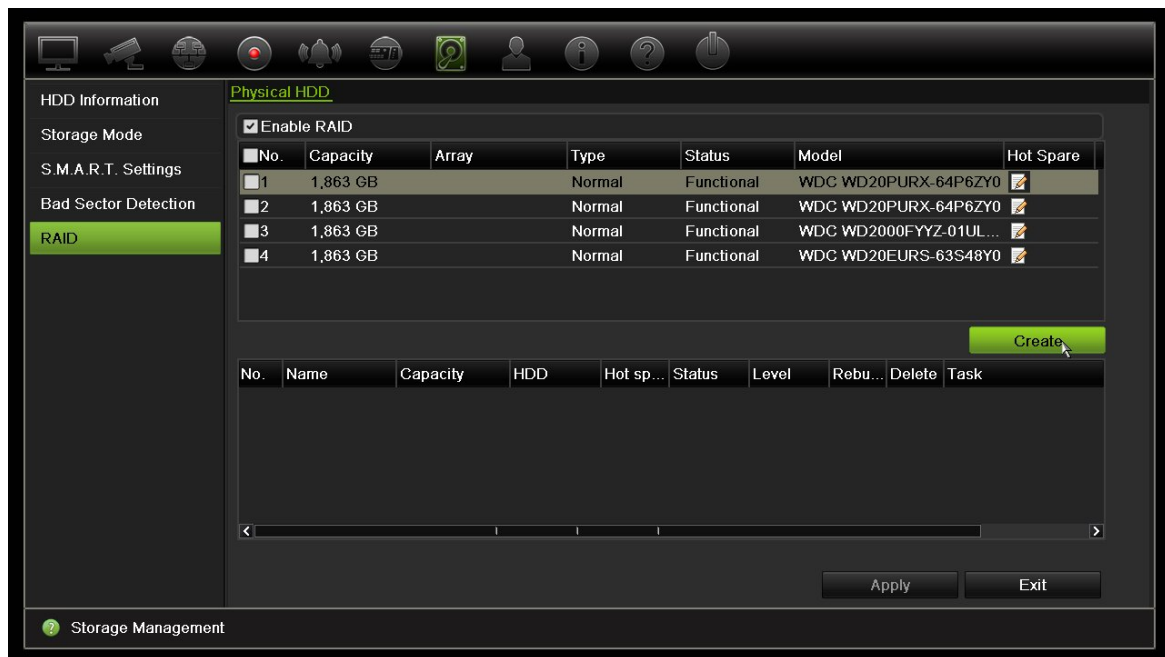 HDD Information
Storage Mode
S.M.A.R.T. Settings
Bad Sector Detection
RAID
Physical HDD
Enable RAID
No. Capacity Array Type Status Model Hot Spare
1 1,863 GB Normal Functional WDC WD20PURX-64P6ZY0
2 1,863 GB Normal Functional WDC WD20PURX-64P6ZY0
3 1,863 GB Normal Functional WDC WD2000FYYZ-01UL...
4 1,863 GB Normal Functional WDC WD20EURS-63S48Y0
Create
No. Name Capacity HDD Hot sp... Status Level Rebu... Delete Task
Apply Exit
Storage Management